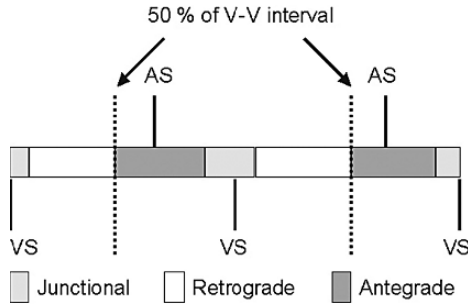 50 % of V-V interval
AS AS
VS VS VS
Junctional Retrograde Antegrade